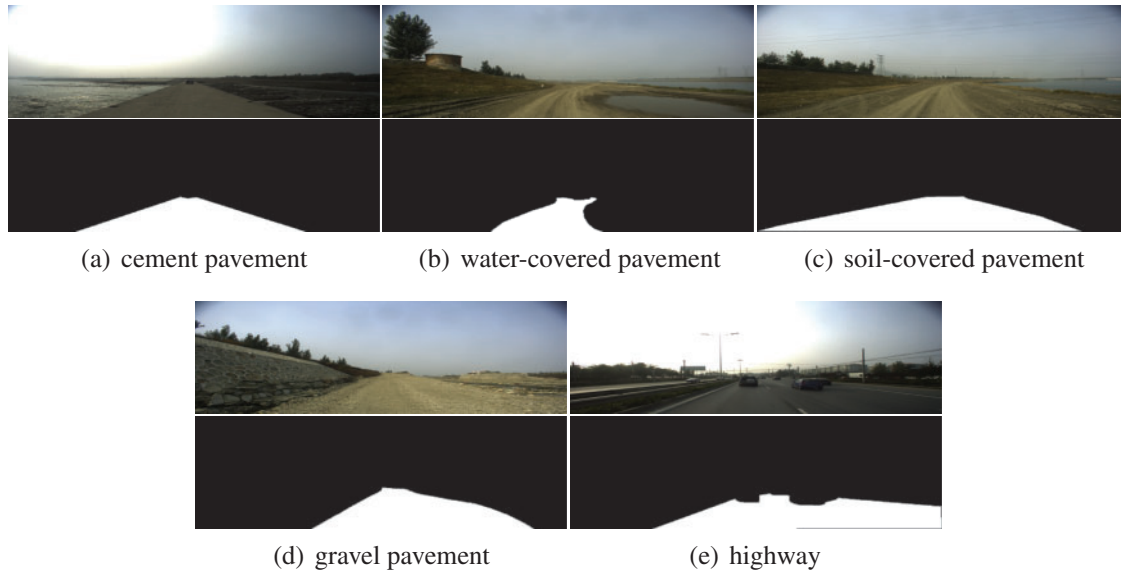 (a) cement pavement
(b) water-covered pavement
(c) soil-covered pavement
(d) gravel pavement
(e) highway